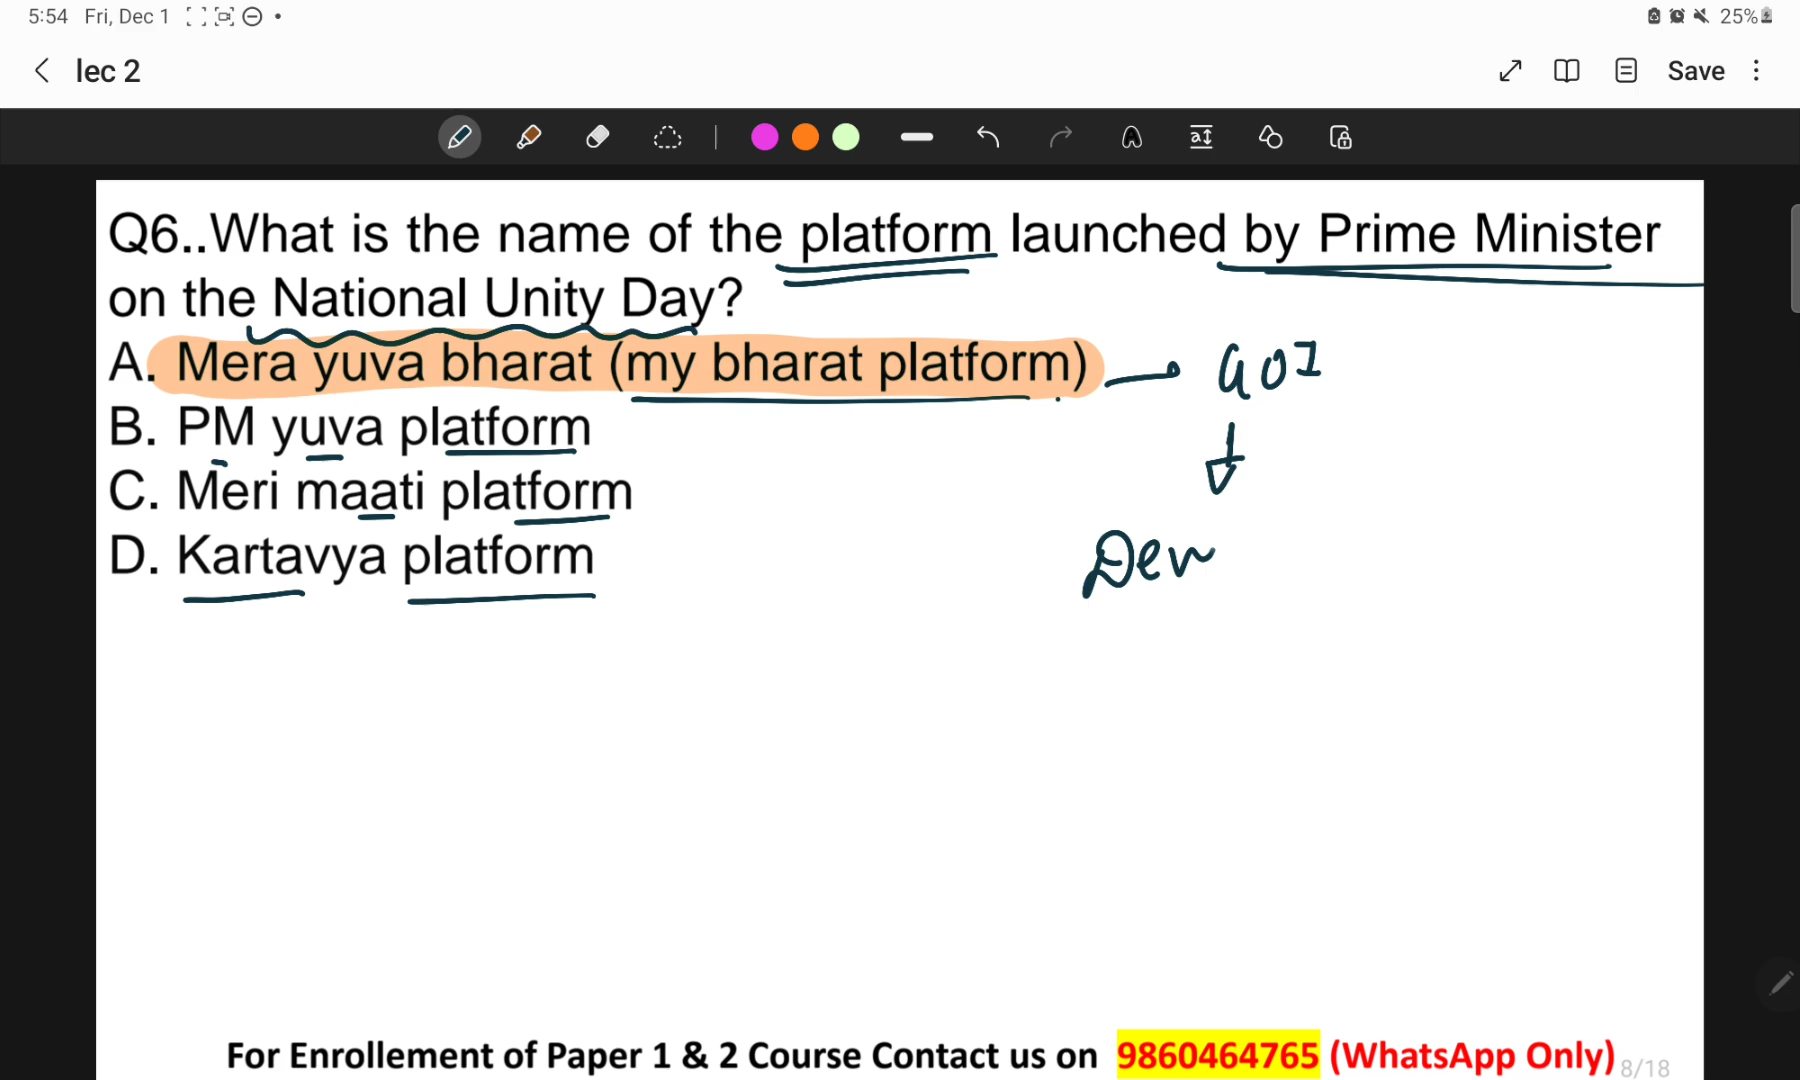 5:54 Fri, Dec 1
25%
lec 2
Save
Q6..What is the name of the platform launched by Prime Minister
on the National Unity Day?
A. Mera yuva bharat (my bharat platform)
GOI
B. PM yuva platform
C. Meri maati platform
D. Kartavya platform
For Enrollement of Paper 1 & 2 Course Contact us on 9860464765 (WhatsApp Only)
8/18